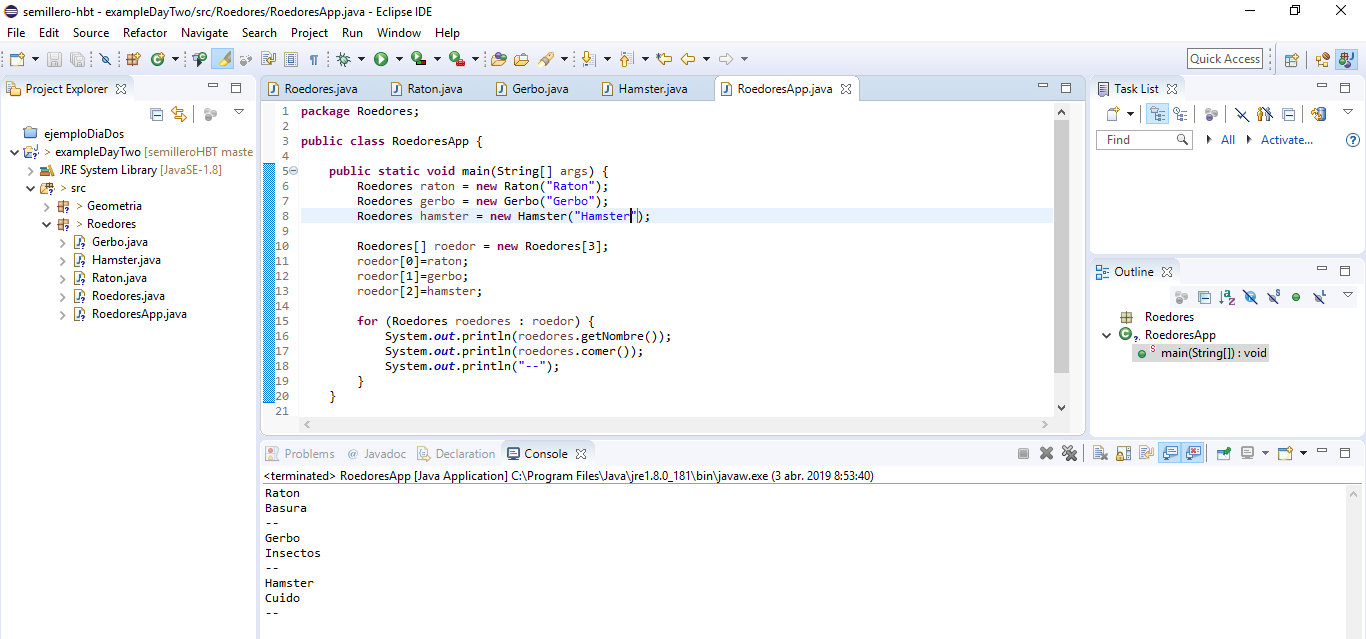 semillero-hbt - exampleDayTwo/src/Roedores/RoedoresApp.java - Eclipse IDE
File Edit Source Refactor Navigate Search Project Run Window Help
Quick Access
Project Explorer
ejemploDiaDos
> exampleDayTwo [semilleroHBT maste
JRE System Library [JavaSE-1.8]
> src
> Geometria
> Roedores
Gerbo.java
Hamster.java
Raton.java
Roedores.java
RoedoresApp.java
Roedores.java Raton.java Gerbo.java Hamster.java RoedoresApp.java
1 package Roedores;
2
3 public class RoedoresApp {
4
5 public static void main(String[] args) {
6 Roedores raton = new Raton("Raton");
7 Roedores gerbo = new Gerbo("Gerbo");
8 Roedores hamster = new Hamster("Hamster");
9
10 Roedores[] roedor = new Roedores[3];
11 roedor[0]=raton;
12 roedor[1]=gerbo;
13 roedor[2]=hamster;
14
15 for (Roedores roedores : roedor) {
16 System.out.println(roedores.getNombre());
17 System.out.println(roedores.comer());
18 System.out.println("--");
19 }
20 }
21
Task List
Find All Activate...
Outline
Roedores
RoedoresApp
main(String[]) : void
Problems @ Javadoc Declaration Console
<terminated> RoedoresApp [Java Application] C:\Program Files\Java\jre1.8.0_181\bin\javaw.exe (3 abr. 2019 8:53:40)
Raton
Basura
--
Gerbo
Insectos
--
Hamster
Cuido
--